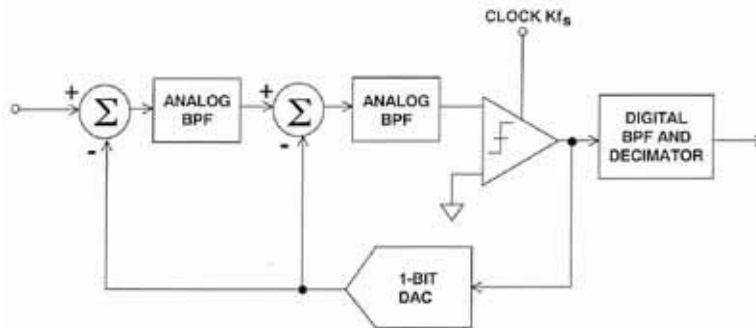 CLOCK Kfs
+
Σ
-
ANALOG
BPF
+
Σ
-
ANALOG
BPF
DIGITAL
BPF AND
DECIMATOR
1-BIT
DAC